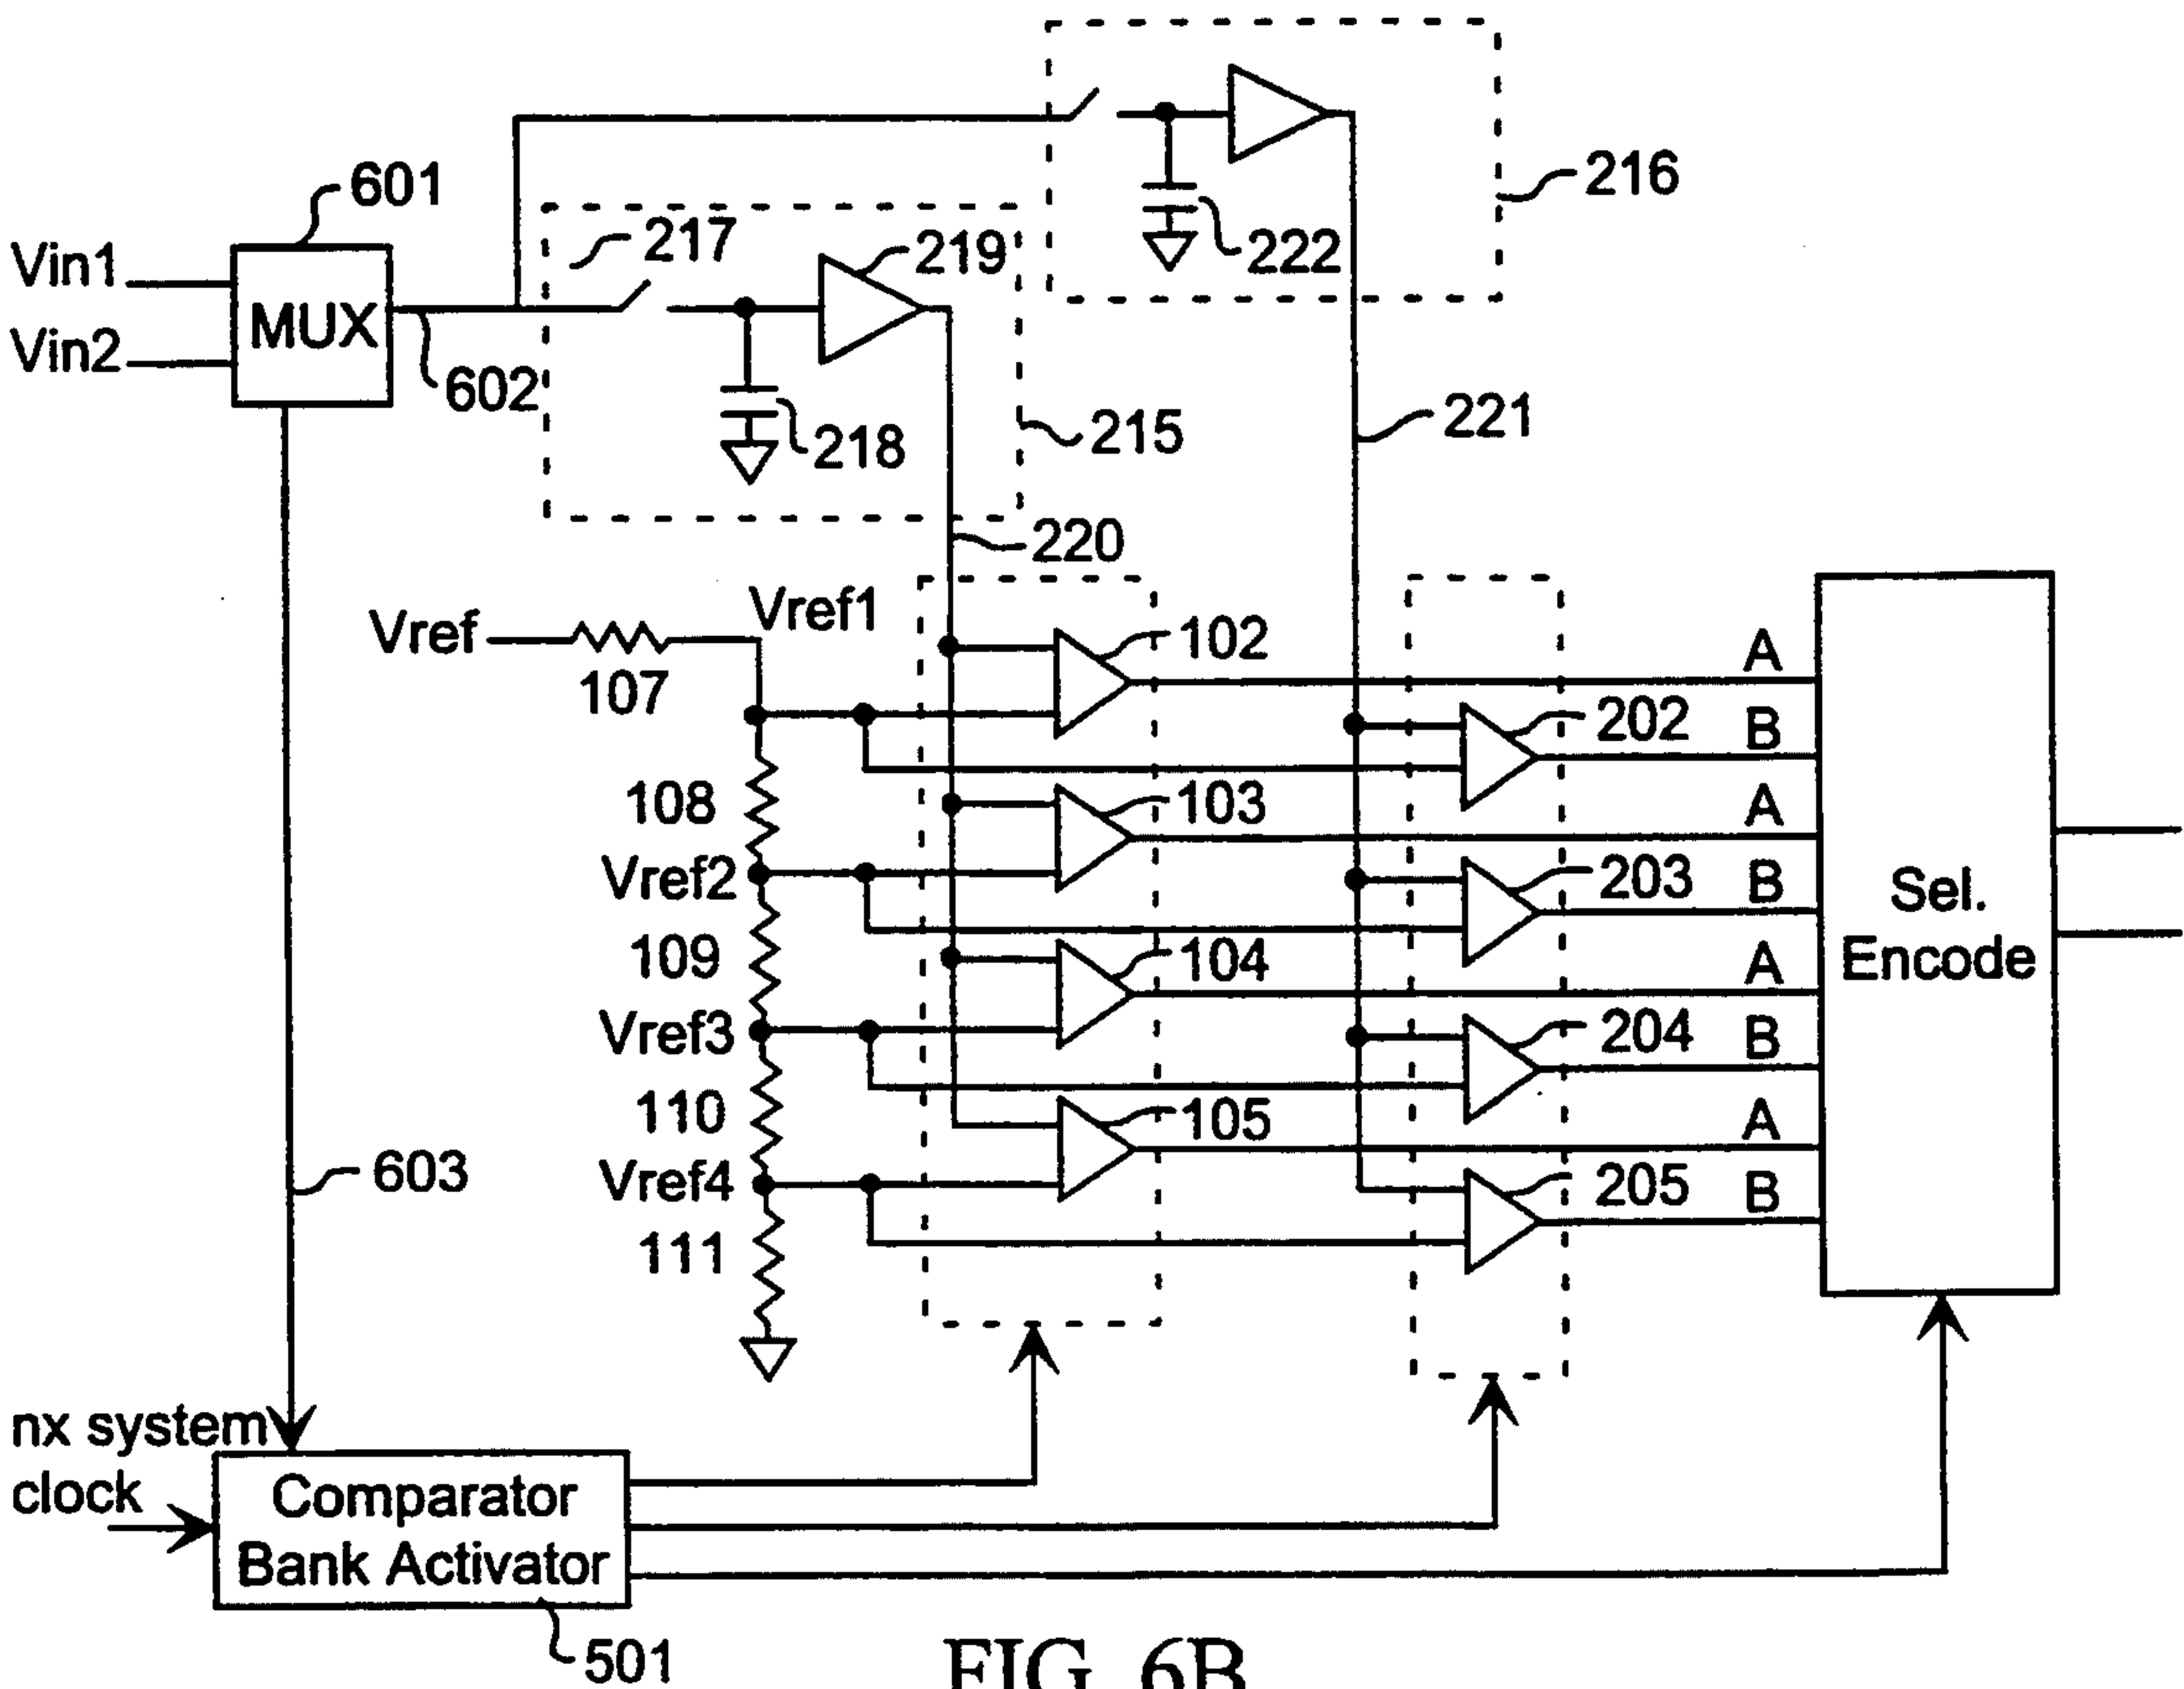 216
601
Vin1
217
219
222
MUX
Vin2
602
218
215
221
220
Vref
Vref1
102
A
107
202
B
108
103
A
Vref2
203
B
Sel.
Encode
109
104
A
Vref3
204
B
110
105
A
603
Vref4
205
B
111
nx system
clock
Comparator
Bank Activator
501
FIG. 6B